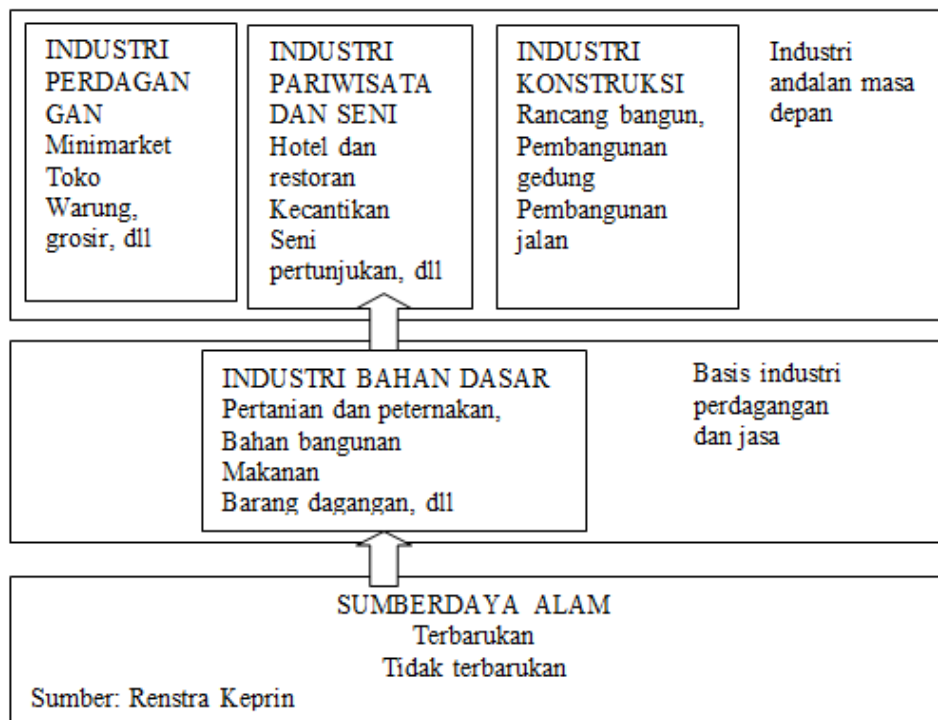 INDUSTRI
PERDAGAN
GAN
Minimarket
Toko
Warung,
grosir, dll
INDUSTRI
PARIWISATA
DAN SENI
Hotel dan
restoran
Kecantikan
Seni
pertunjukan, dll
INDUSTRI
KONSTRUKSI
Rancang bangun,
Pembangunan
gedung
Pembangunan
jalan
Industri
andalan masa
depan
INDUSTRI BAHAN DASAR
Pertanian dan peternakan,
Bahan bangunan
Makanan
Barang dagangan, dll
Basis industri
perdagangan
dan jasa
SUMBERDAYA ALAM
Terbarukan
Tidak terbarukan
Sumber: Renstra Keprin